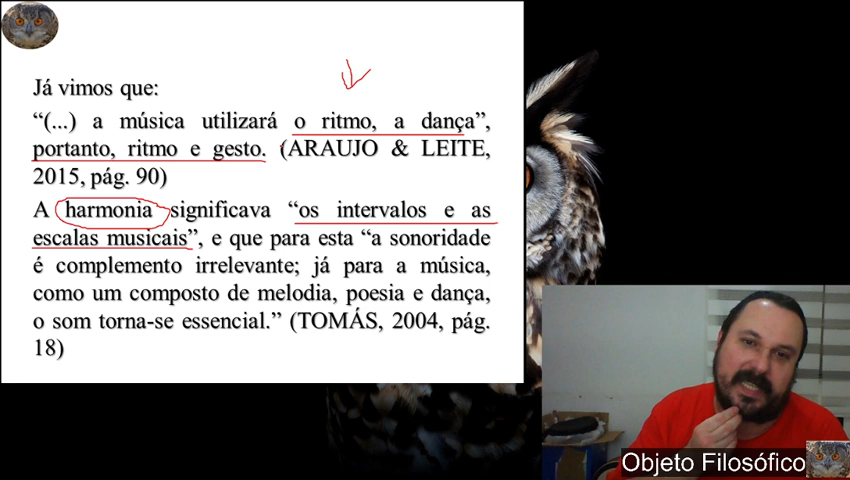 Já vimos que:
“(...) a música utilizará o ritmo, a dança”,
portanto, ritmo e gesto. (ARAUJO & LEITE,
2015, pág. 90)
A harmonia significava “os intervalos e as
escalas musicais”, e que para esta “a sonoridade
é complemento irrelevante; já para a música,
como um composto de melodia, poesia e dança,
o som torna-se essencial.” (TOMÁS, 2004, pág.
18)
Objeto Filosófico